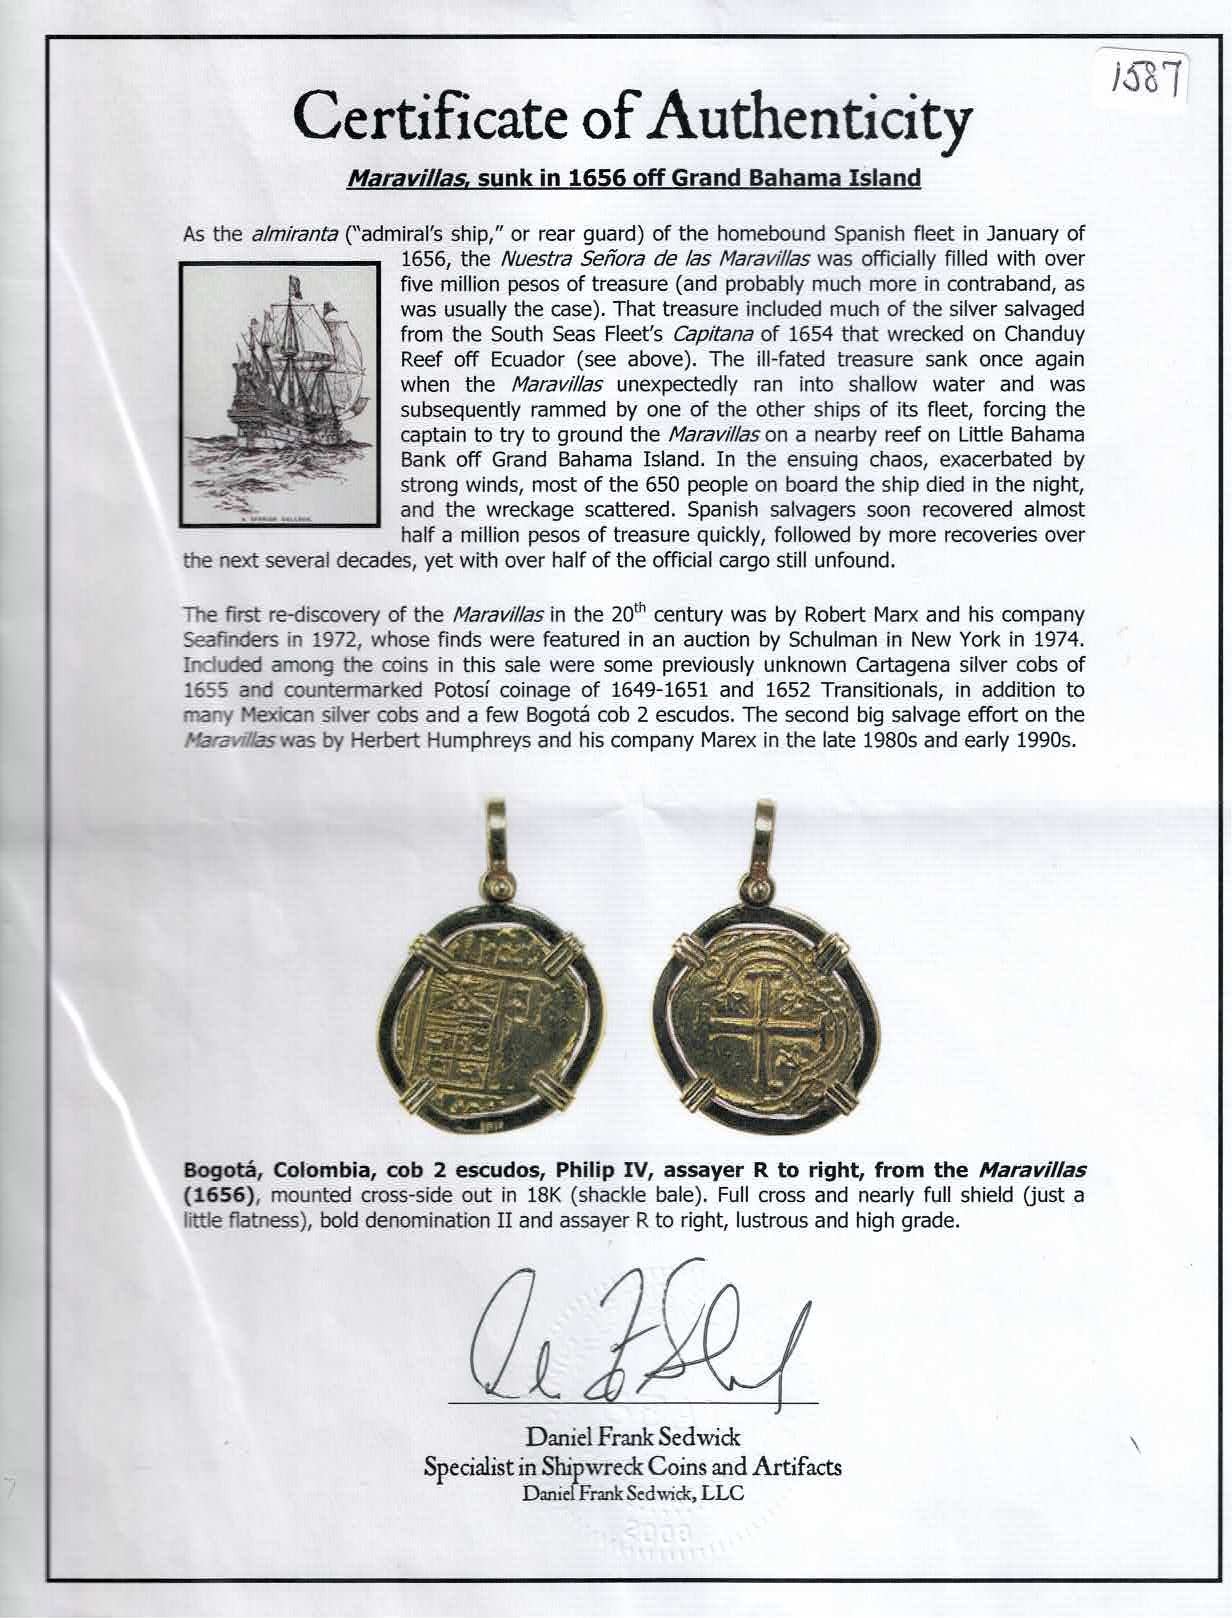 1587
Certificate of Authenticity
Maravillas, sunk in 1656 off Grand Bahama Island
As the almiranta (“admiral’s ship,” or rear guard) of the homebound Spanish fleet in January of
1656, the Nuestra Señora de las Maravillas was officially filled with over
five million pesos of treasure (and probably much more in contraband, as
was usually the case). That treasure included much of the silver salvaged
from the South Seas Fleet’s Capitana of 1654 that wrecked on Chanduy
Reef off Ecuador (see above). The ill-fated treasure sank once again
when the Maravillas unexpectedly ran into shallow water and was
subsequently rammed by one of the other ships of its fleet, forcing the
captain to try to ground the Maravillas on a nearby reef on Little Bahama
Bank off Grand Bahama Island. In the ensuing chaos, exacerbated by
strong winds, most of the 650 people on board the ship died in the night,
and the wreckage scattered. Spanish salvagers soon recovered almost
half a million pesos of treasure quickly, followed by more recoveries over
the next several decades, yet with over half of the official cargo still unfound.
A SPANISH GALLEON.
The first re-discovery of the Maravillas in the 20th century was by Robert Marx and his company
Seafinders in 1972, whose finds were featured in an auction by Schulman in New York in 1974.
Included among the coins in this sale were some previously unknown Cartagena silver cobs of
1655 and countermarked Potosí coinage of 1649-1651 and 1652 Transitionals, in addition to
many Mexican silver cobs and a few Bogotá cob 2 escudos. The second big salvage effort on the
Maravillas was by Herbert Humphreys and his company Marex in the late 1980s and early 1990s.
Bogotá, Colombia, cob 2 escudos, Philip IV, assayer R to right, from the Maravillas
(1656), mounted cross-side out in 18K (shackle bale). Full cross and nearly full shield (just a
little flatness), bold denomination II and assayer R to right, lustrous and high grade.
Daniel Frank Sedwick
Specialist in Shipwreck Coins and Artifacts
Daniel Frank Sedwick, LLC
2008